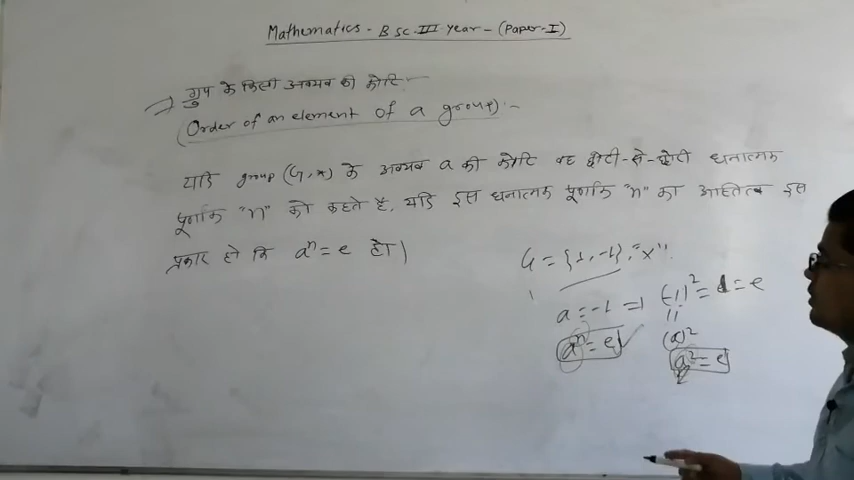 Mathematics - BSc. III Year - (Paper-I)
→ ग्रुप के किसी अवयव की कोटि :-
(Order of an element of a group) :-
यदि group (G, *) के अवयव a की कोटि वह छोटी-से-छोटी धनात्मक
पूर्णांक "n" को कहते है, यदि इस धनात्मक पूर्णांक "n" का अस्तित्व इस
प्रकार हो कि aⁿ = e हो।
G = {1, -1}, "x"
a = -1 ⇒ (-1)² = 1 = e
(a)²
aⁿ = e ✓
a² = e